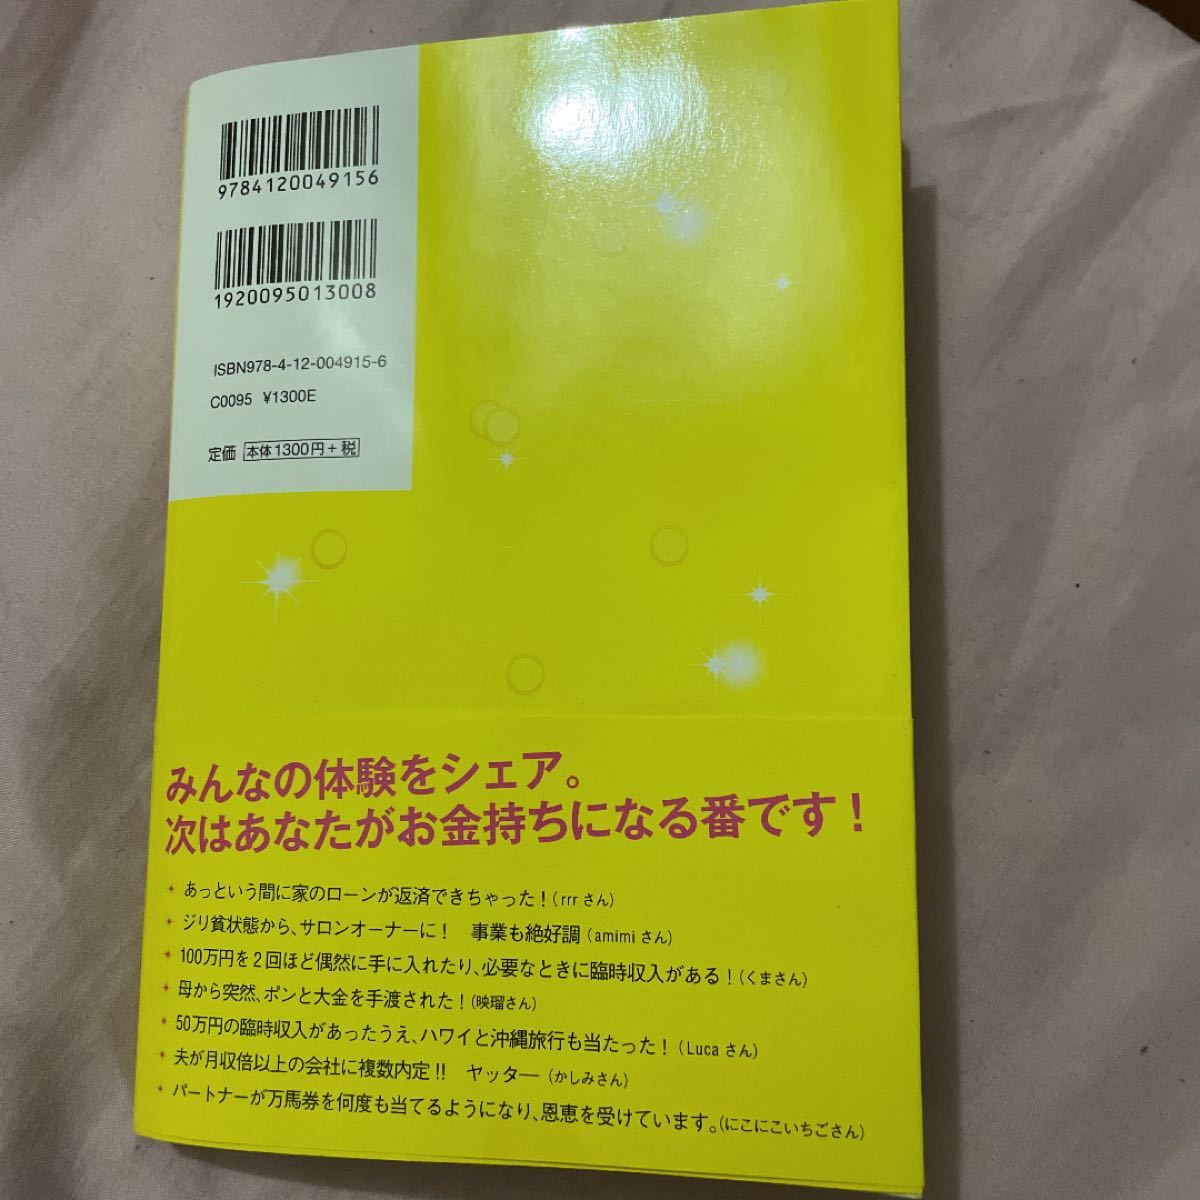 9784120049156
1920095013008
ISBN978-4-12-004915-6
C0095 ¥1300E
定価 本体1300円+税
みんなの体験をシェア。
次はあなたがお金持ちになる番です！
あっという間に家のローンが返済できちゃった！（rrrさん）
ジリ貧状態から、サロンオーナーに！ 事業も絶好調（amimiさん）
100万円を2回ほど偶然に手に入れたり、必要なときに臨時収入がある！（くまさん）
母から突然、ポンと大金を手渡された！（映瑠さん）
50万円の臨時収入があったうえ、ハワイと沖縄旅行も当たった！（Lucaさん）
夫が月収倍以上の会社に複数内定!! ヤッター（かしみさん）
パートナーが万馬券を何度も当てるようになり、恩恵を受けています。（にこにこいちごさん）